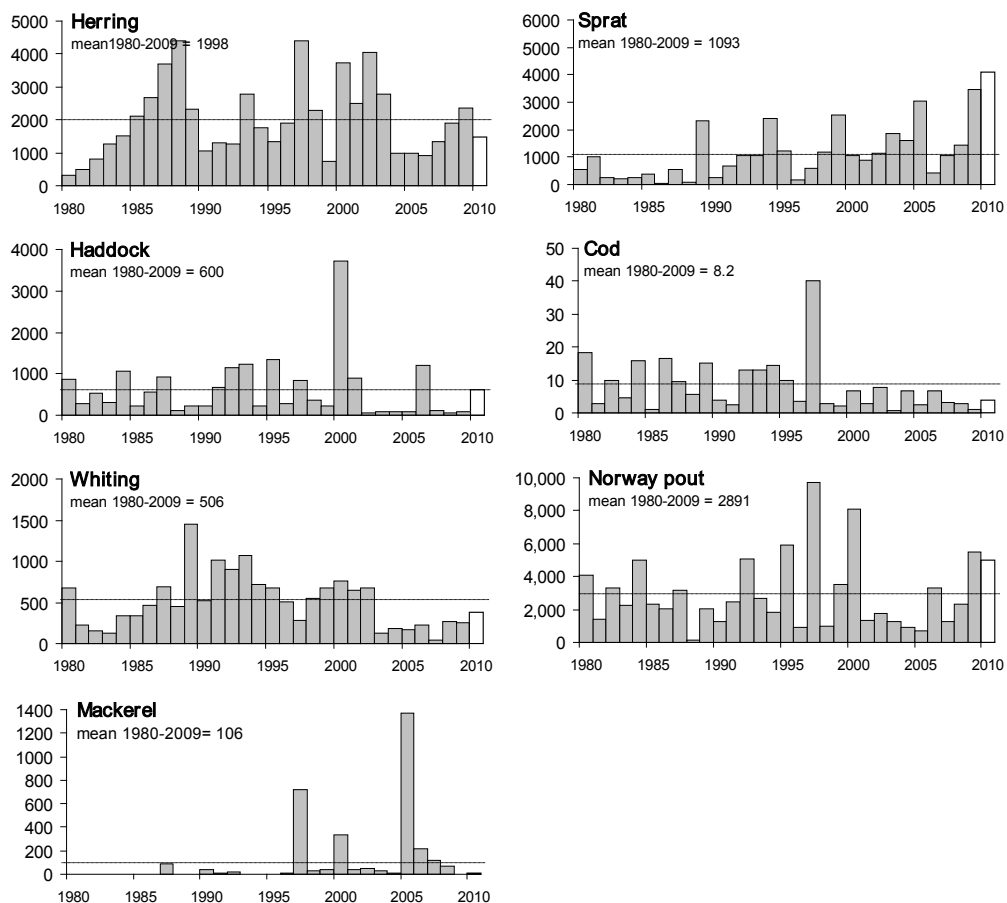 Herring
mean1980-2009 = 1998
5000
4000
3000
2000
1000
0
1980 1985 1990 1995 2000 2005 2010
Sprat
mean 1980-2009 = 1093
6000
5000
4000
3000
2000
1000
0
1980 1985 1990 1995 2000 2005 2010
Haddock
mean 1980-2009 = 600
4000
3000
2000
1000
0
1980 1985 1990 1995 2000 2005 2010
Cod
mean 1980-2009 = 8.2
50
40
30
20
10
0
1980 1985 1990 1995 2000 2005 2010
Whiting
mean 1980-2009 = 506
2000
1500
1000
500
0
1980 1985 1990 1995 2000 2005 2010
Norway pout
mean 1980-2009 = 2891
10,000
8,000
6,000
4,000
2,000
0
1980 1985 1990 1995 2000 2005 2010
Mackerel
mean 1980-2009= 106
1400
1200
1000
800
600
400
200
0
1980 1985 1990 1995 2000 2005 2010